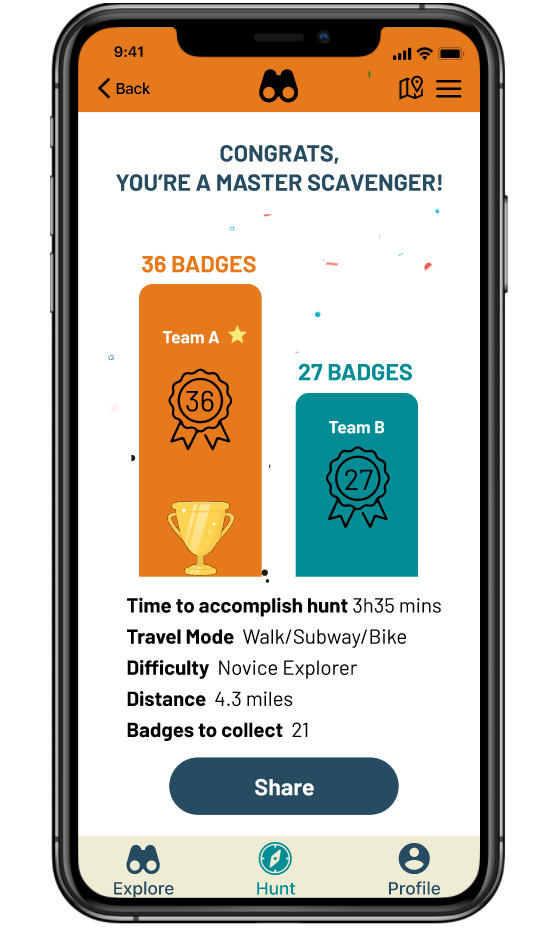 9:41
Back
CONGRATS,
YOU'RE A MASTER SCAVENGER!
36 BADGES
Team A
36
27 BADGES
Team B
27
Time to accomplish hunt 3h35 mins
Travel Mode Walk/Subway/Bike
Difficulty Novice Explorer
Distance 4.3 miles
Badges to collect 21
Share
Explore Hunt Profile